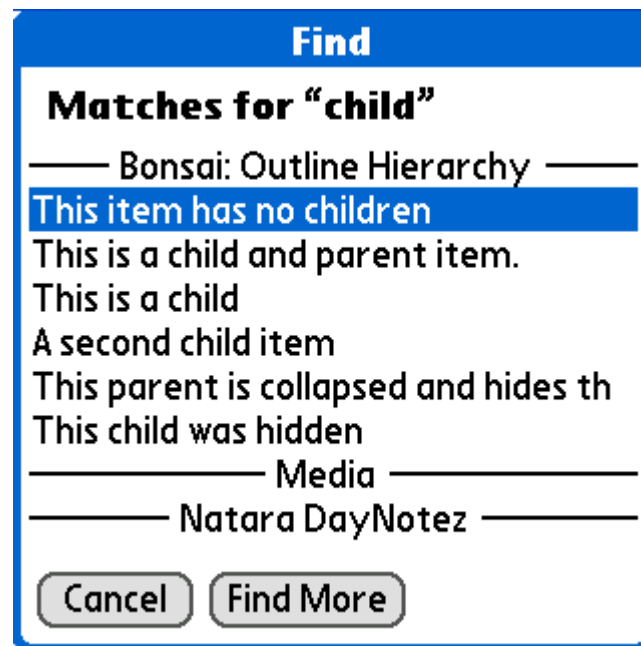 Find
Matches for “child”
Bonsai: Outline Hierarchy
This item has no children
This is a child and parent item.
This is a child
A second child item
This parent is collapsed and hides th
This child was hidden
Media
Natara DayNotez
Cancel Find More